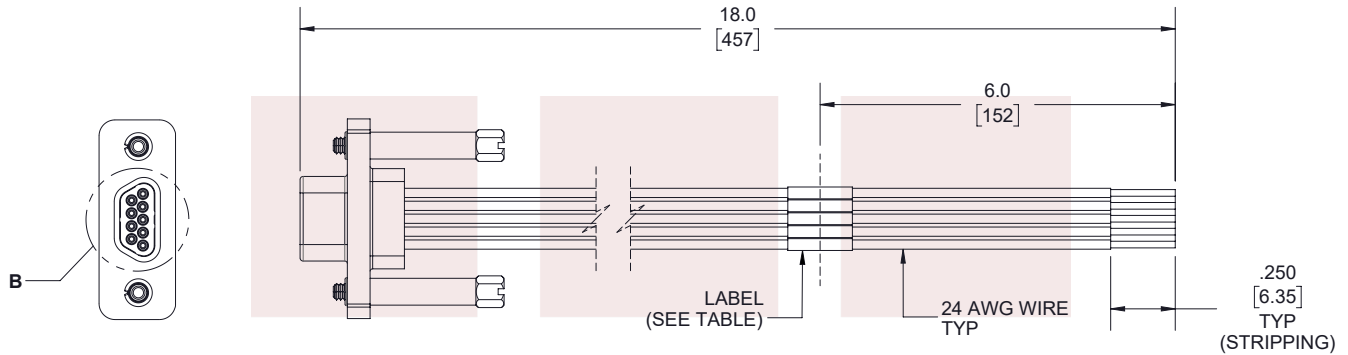 18.0
[457]
6.0
[152]
B
LABEL
(SEE TABLE)
24 AWG WIRE
TYP
.250
[6.35]
TYP
(STRIPPING)